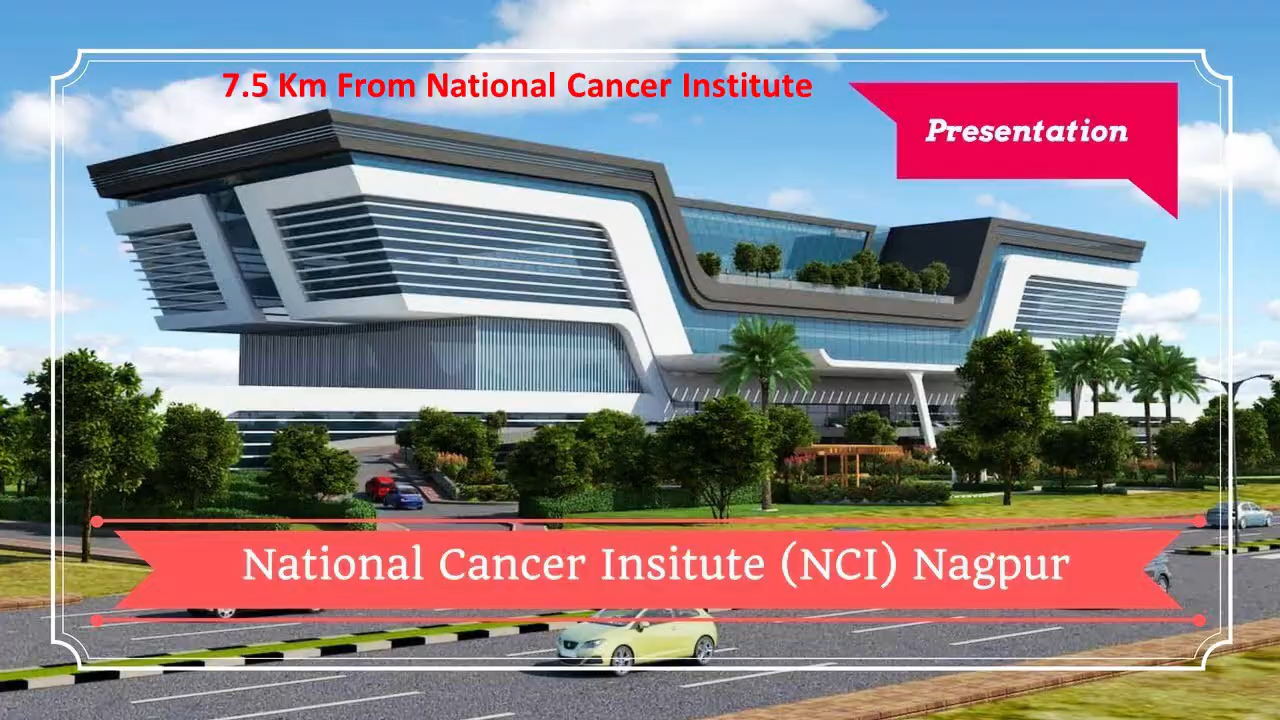 7.5 Km From National Cancer Institute
Presentation
National Cancer Insitute (NCI) Nagpur